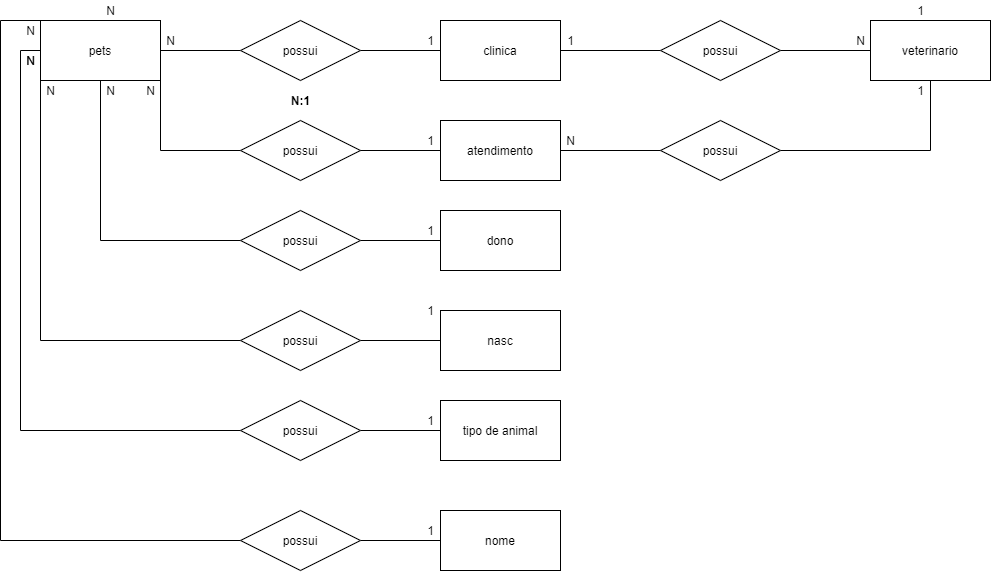 N
1
N
pets
N
possui
1
clinica
1
possui
N
veterinario
N
N
N
N
1
N:1
possui
1
atendimento
N
possui
possui
1
dono
1
possui
nasc
1
possui
tipo de animal
1
possui
nome